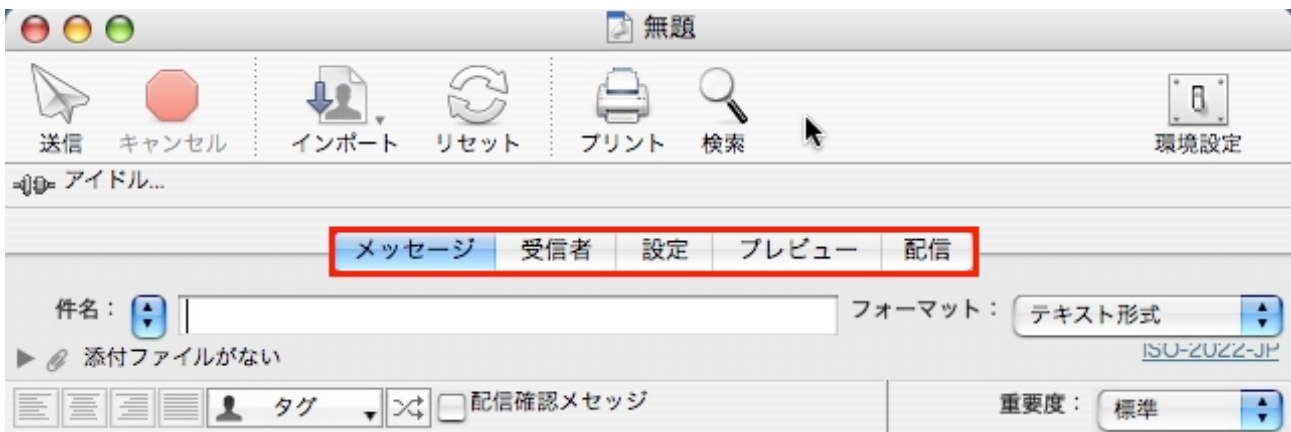 無題
送信 キャンセル インポート リセット プリント 検索 環境設定
アイドル...
メッセージ 受信者 設定 プレビュー 配信
件名： フォーマット： テキスト形式
添付ファイルがない ISO-2022-JP
タグ 配信確認メセッジ 重要度： 標準